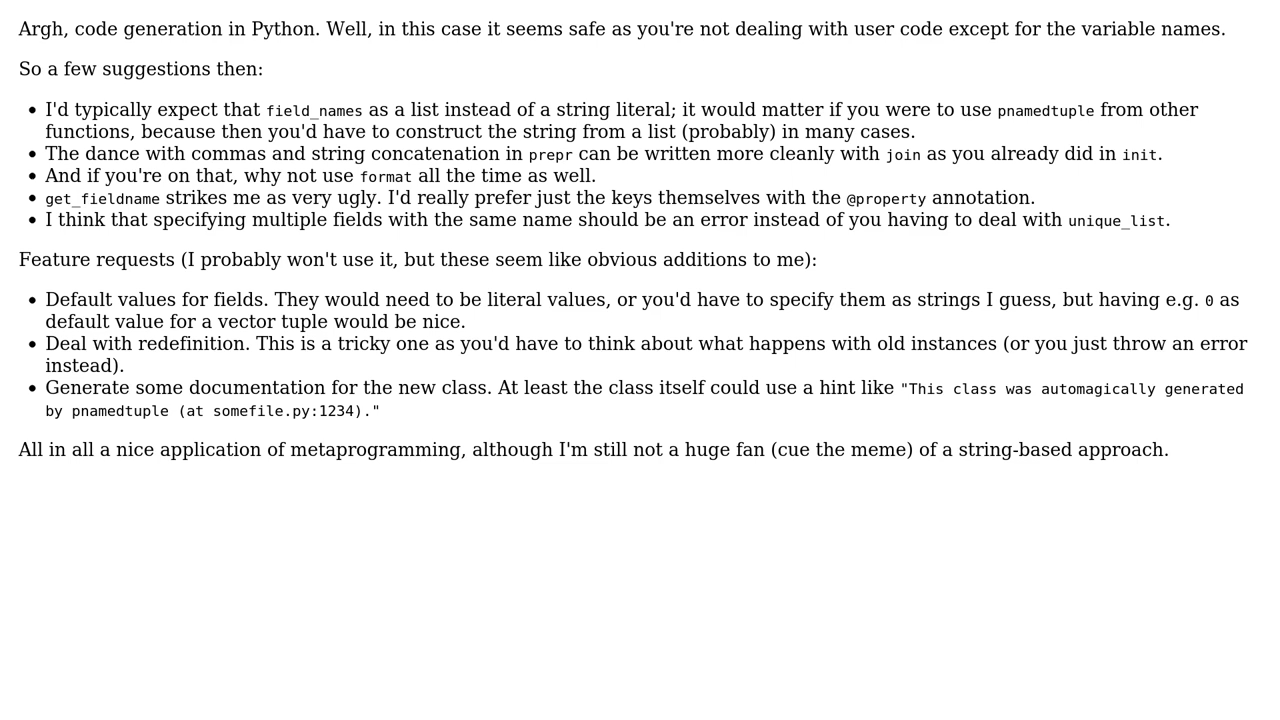 Argh, code generation in Python. Well, in this case it seems safe as you're not dealing with user code except for the variable names.
So a few suggestions then:
• I'd typically expect that field_names as a list instead of a string literal; it would matter if you were to use pnamedtuple from other
functions, because then you'd have to construct the string from a list (probably) in many cases.
• The dance with commas and string concatenation in prepr can be written more cleanly with join as you already did in init.
• And if you're on that, why not use format all the time as well.
• get_fieldname strikes me as very ugly. I'd really prefer just the keys themselves with the @property annotation.
• I think that specifying multiple fields with the same name should be an error instead of you having to deal with unique_list.
Feature requests (I probably won't use it, but these seem like obvious additions to me):
• Default values for fields. They would need to be literal values, or you'd have to specify them as strings I guess, but having e.g. 0 as
default value for a vector tuple would be nice.
• Deal with redefinition. This is a tricky one as you'd have to think about what happens with old instances (or you just throw an error
instead).
• Generate some documentation for the new class. At least the class itself could use a hint like "This class was automagically generated
by pnamedtuple (at somefile.py:1234)."
All in all a nice application of metaprogramming, although I'm still not a huge fan (cue the meme) of a string-based approach.